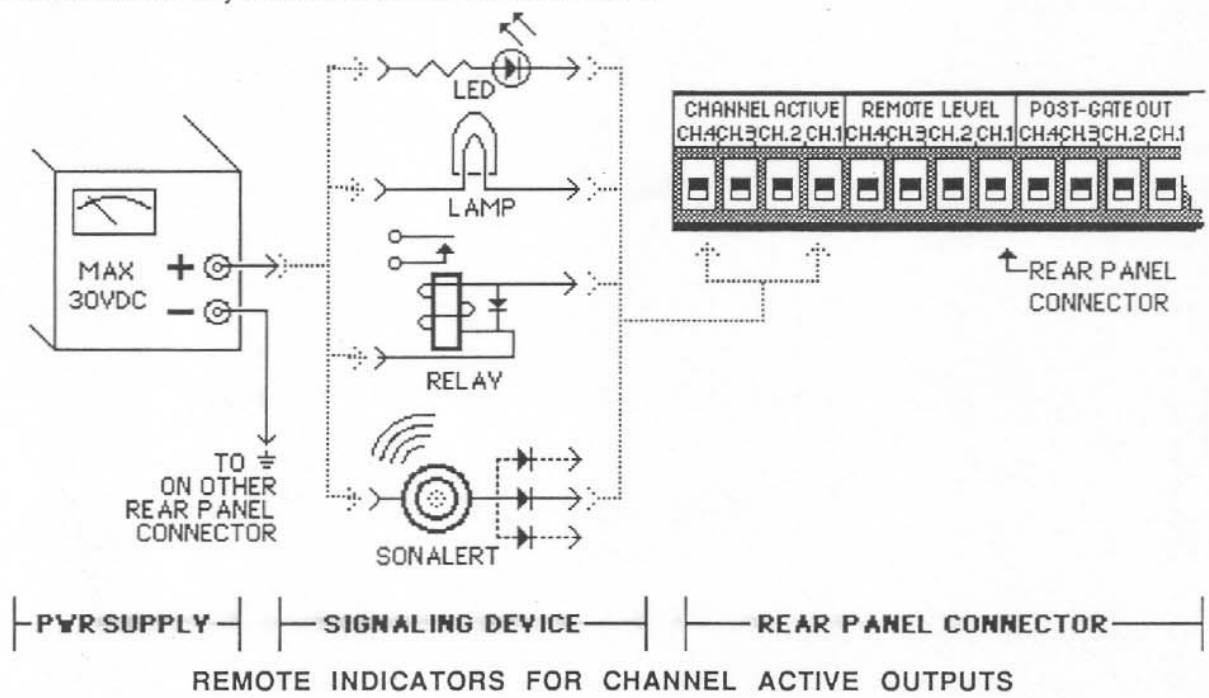 LED
CHANNEL ACTIVE REMOTE LEVEL POST-GATE OUT
CH.4 CH.3 CH.2 CH.1 CH.4 CH.3 CH.2 CH.1 CH.4 CH.3 CH.2 CH.1
LAMP
MAX
30VDC
+
−
REAR PANEL
CONNECTOR
RELAY
TO ⏚
ON OTHER
REAR PANEL
CONNECTOR
SONALERT
PWR SUPPLY
SIGNALING DEVICE
REAR PANEL CONNECTOR
REMOTE INDICATORS FOR CHANNEL ACTIVE OUTPUTS